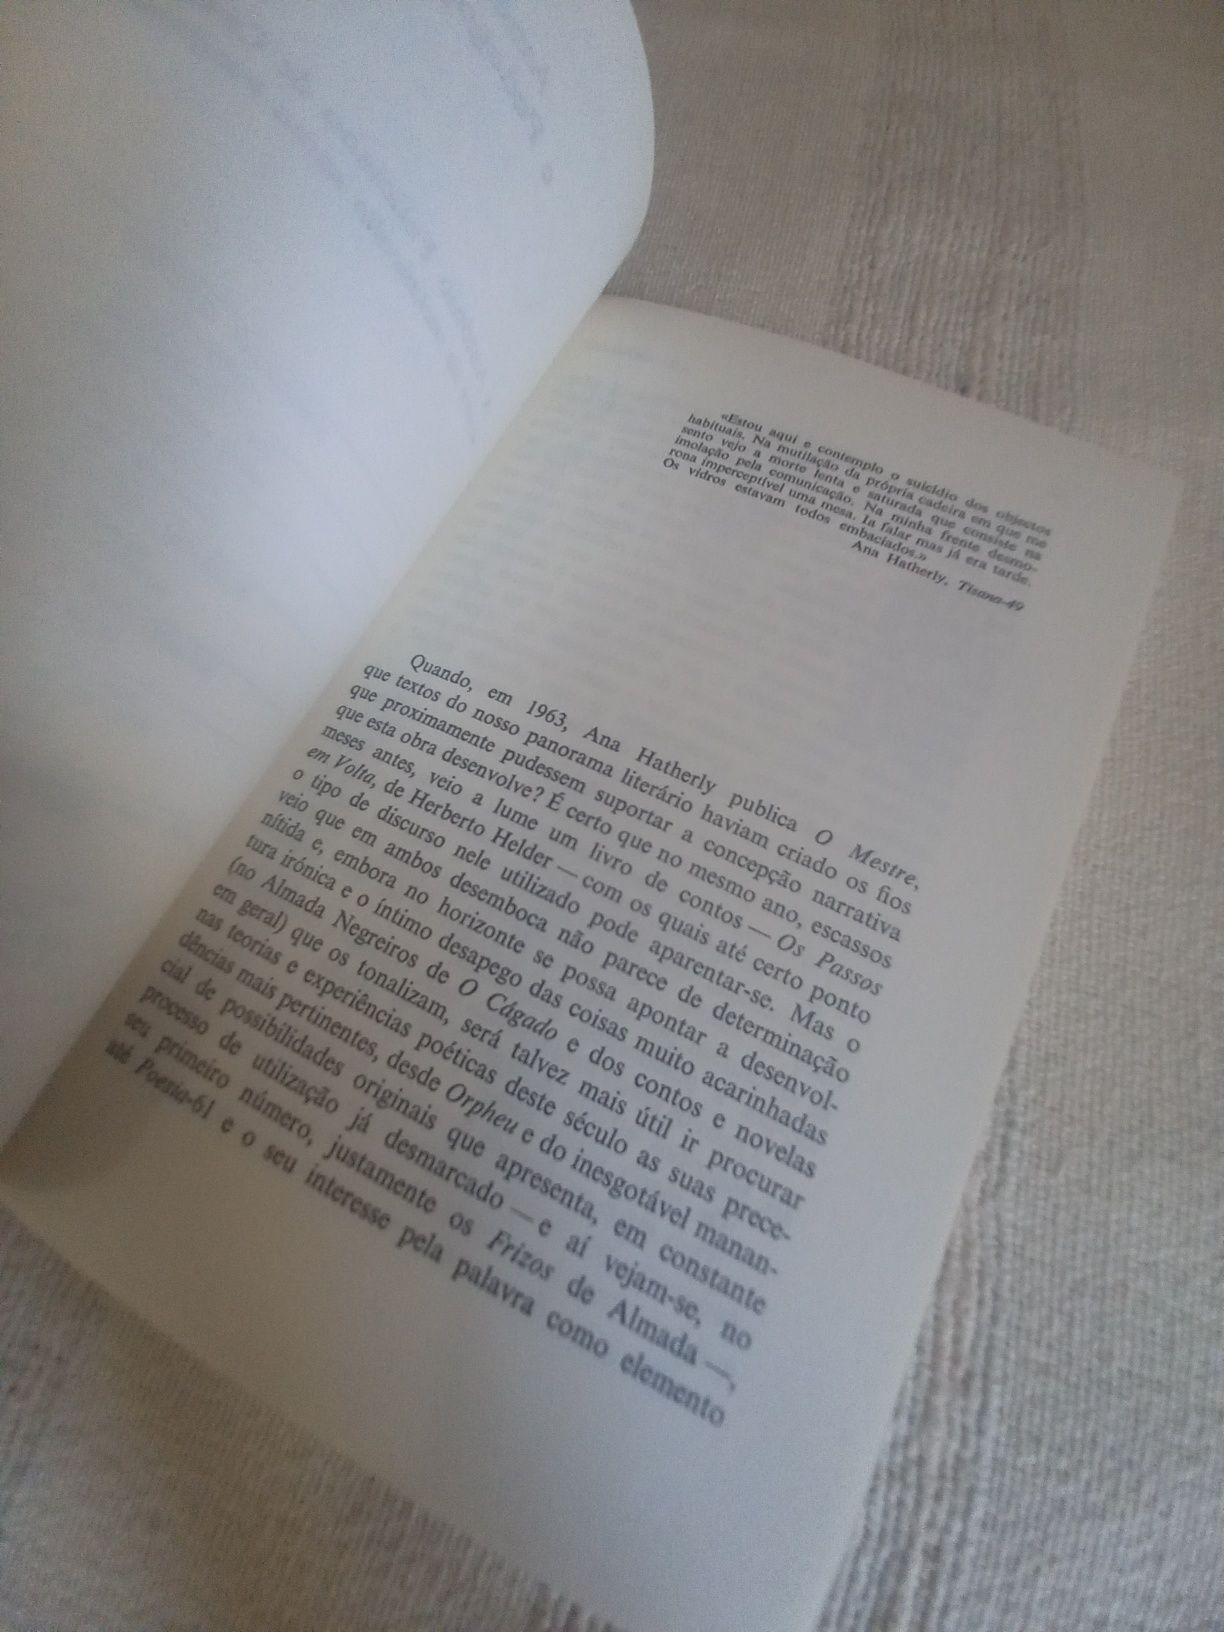 «Estou aqui e contemplo o suicídio dos objectos
habituais. Na mutilação da própria cadeira em que me
sento vejo a morte lenta e saturada que consiste na
imolação pela comunicação. Na minha frente desmo-
rona imperceptível uma mesa. Ia falar mas já era tarde.
Os vidros estavam todos embaciados.»
Ana Hatherly, Tisana-49
Quando, em 1963, Ana Hatherly publica O Mestre,
que textos do nosso panorama literário haviam criado os fios
que proximamente pudessem suportar a concepção narrativa
que esta obra desenvolve? É certo que no mesmo ano, escassos
meses antes, veio a lume um livro de contos — Os Passos
em Volta, de Herberto Helder — com os quais até certo ponto
o tipo de discurso nele utilizado pode aparentar-se. Mas o
veio que em ambos desemboca não parece de determinação
nítida e, embora no horizonte se possa apontar a desenvol-
tura irónica e o íntimo desapego das coisas muito acarinhadas
(no Almada Negreiros de O Cágado e dos contos e novelas
em geral) que os tonalizam, será talvez mais útil ir procurar
nas teorias e experiências poéticas deste século as suas prece-
dências mais pertinentes, desde Orpheu e do inesgotável manan-
cial de possibilidades originais que apresenta, em constante
processo de utilização já desmarcado — e aí vejam-se, no
seu primeiro número, justamente os Frizos de Almada —,
até Poesia-61 e o seu interesse pela palavra como elemento